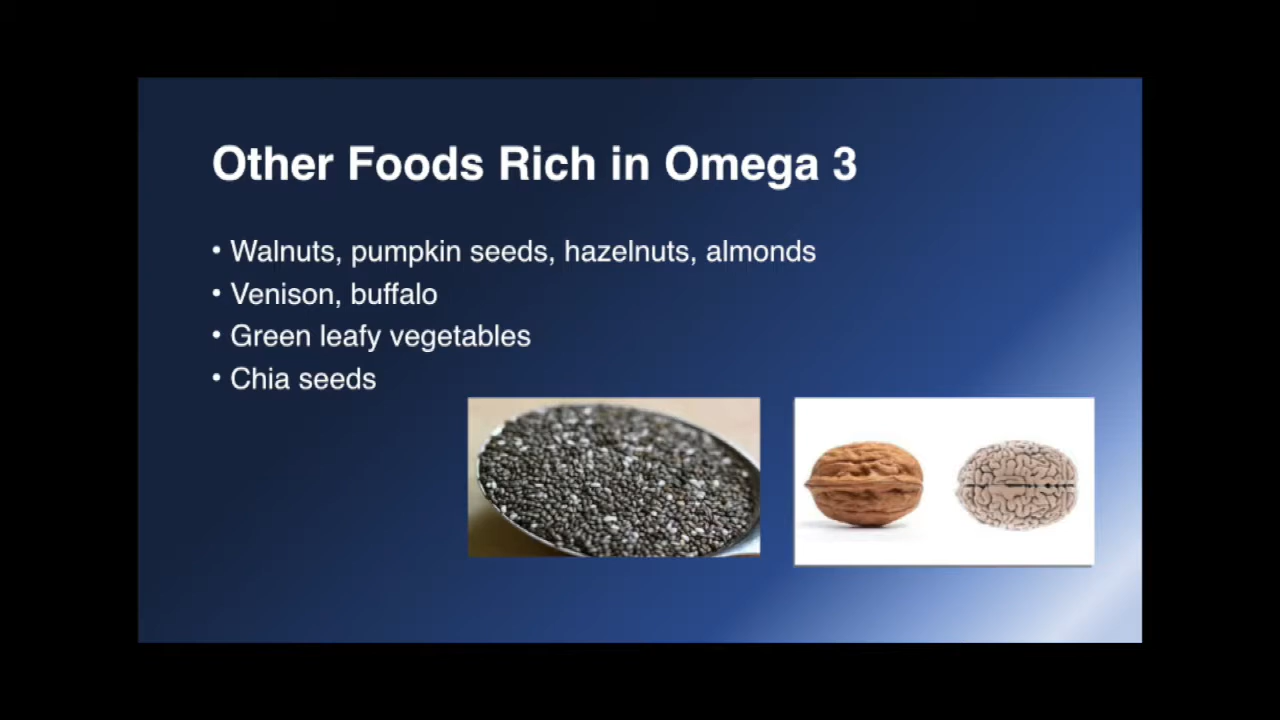 Other Foods Rich in Omega 3
• Walnuts, pumpkin seeds, hazelnuts, almonds
• Venison, buffalo
• Green leafy vegetables
• Chia seeds